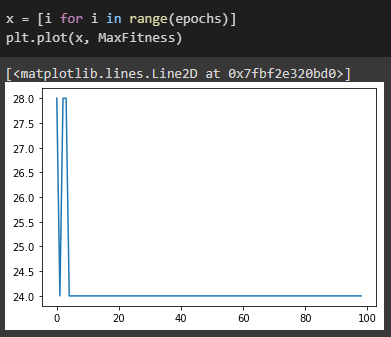 x = [i for i in range(epochs)]
plt.plot(x, MaxFitness)
[<matplotlib.lines.Line2D at 0x7fbf2e320bd0>]
28.0
27.5
27.0
26.5
26.0
25.5
25.0
24.5
24.0
0 20 40 60 80 100